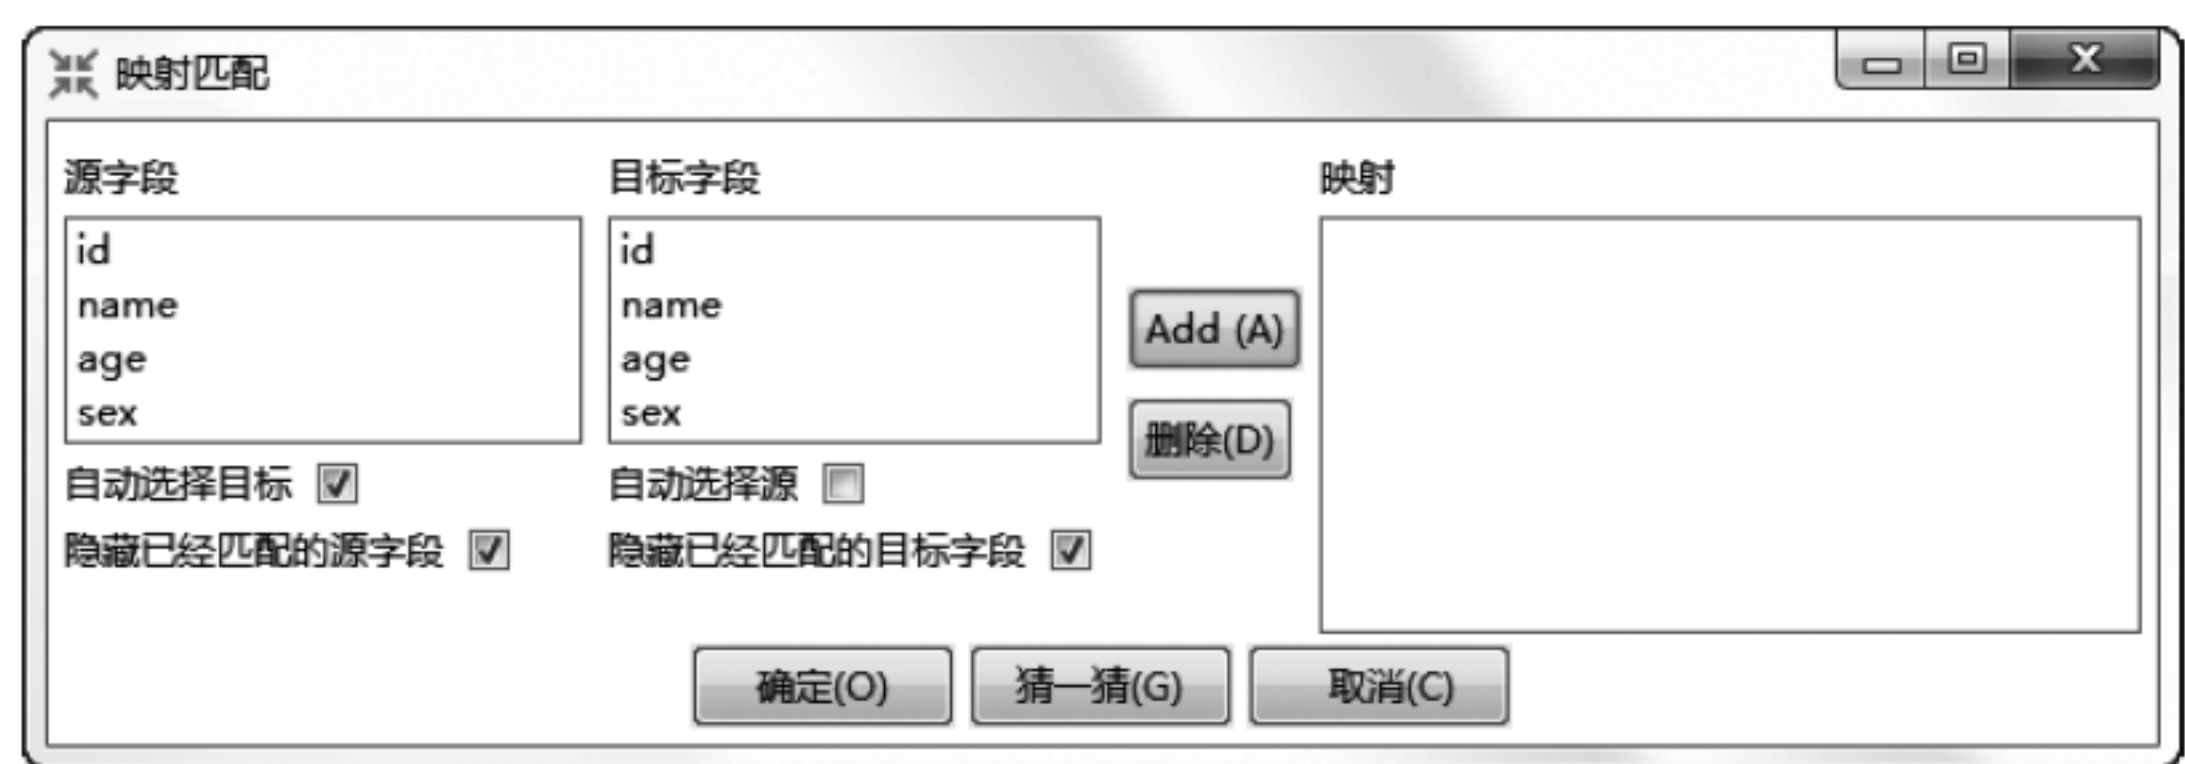 映射匹配
源字段
id
name
age
sex
自动选择目标
隐藏已经匹配的源字段
目标字段
id
name
age
sex
自动选择源
隐藏已经匹配的目标字段
Add (A)
删除(D)
映射
确定(O)
猜一猜(G)
取消(C)